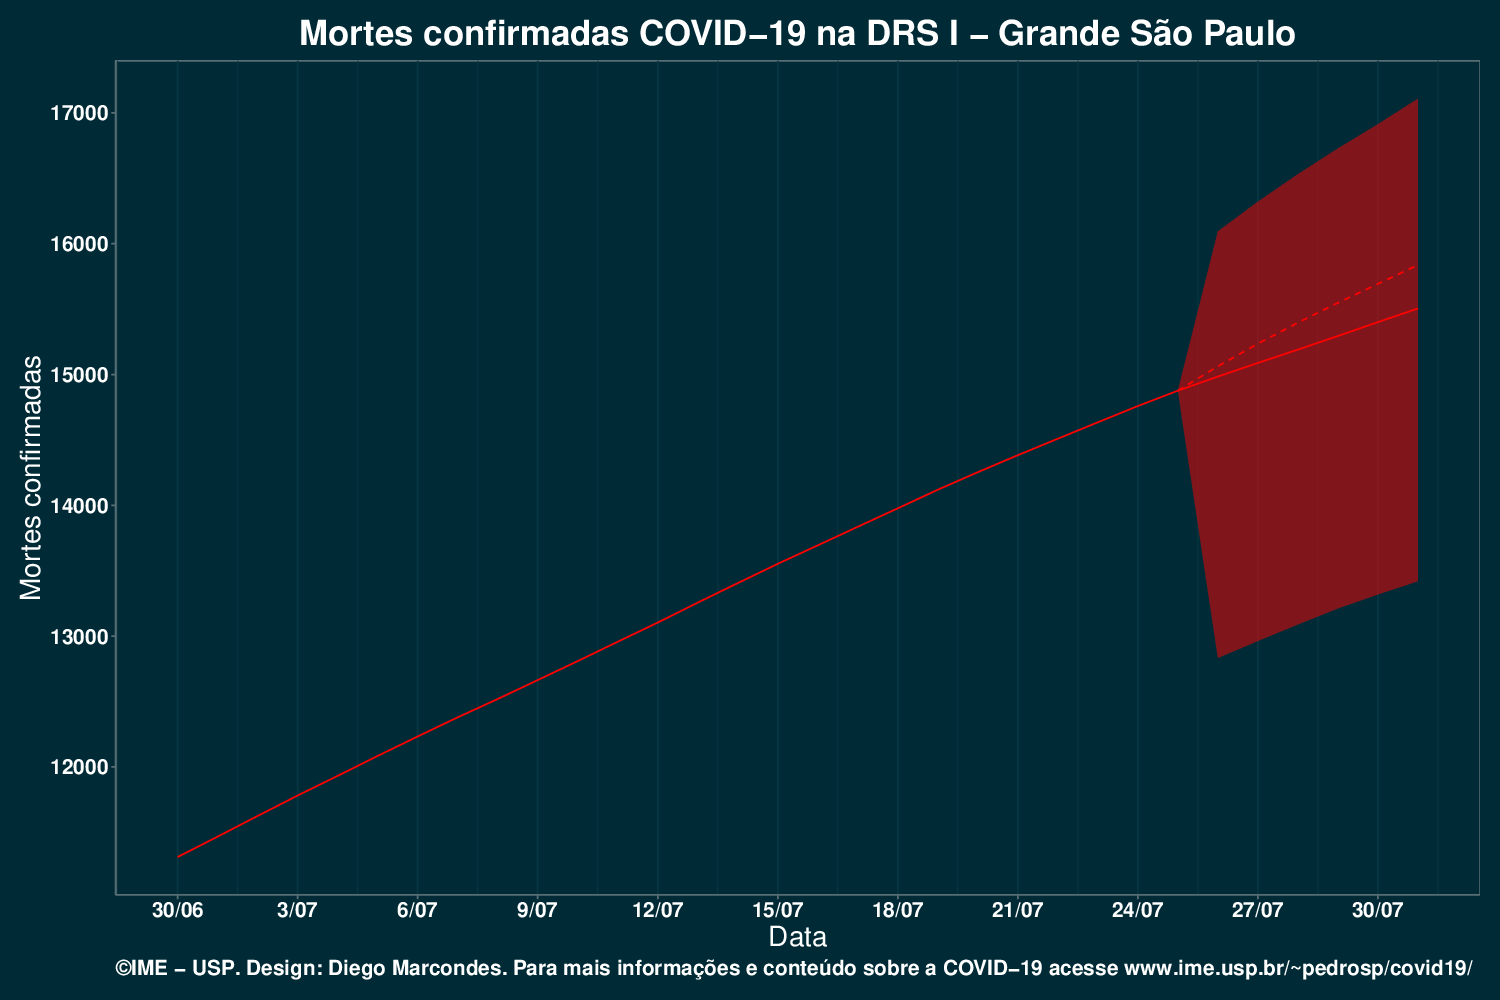 Mortes confirmadas COVID−19 na DRS I − Grande São Paulo
Mortes confirmadas
17000
16000
15000
14000
13000
12000
30/06 3/07 6/07 9/07 12/07 15/07 18/07 21/07 24/07 27/07 30/07
Data
©IME − USP. Design: Diego Marcondes. Para mais informações e conteúdo sobre a COVID−19 acesse www.ime.usp.br/~pedrosp/covid19/